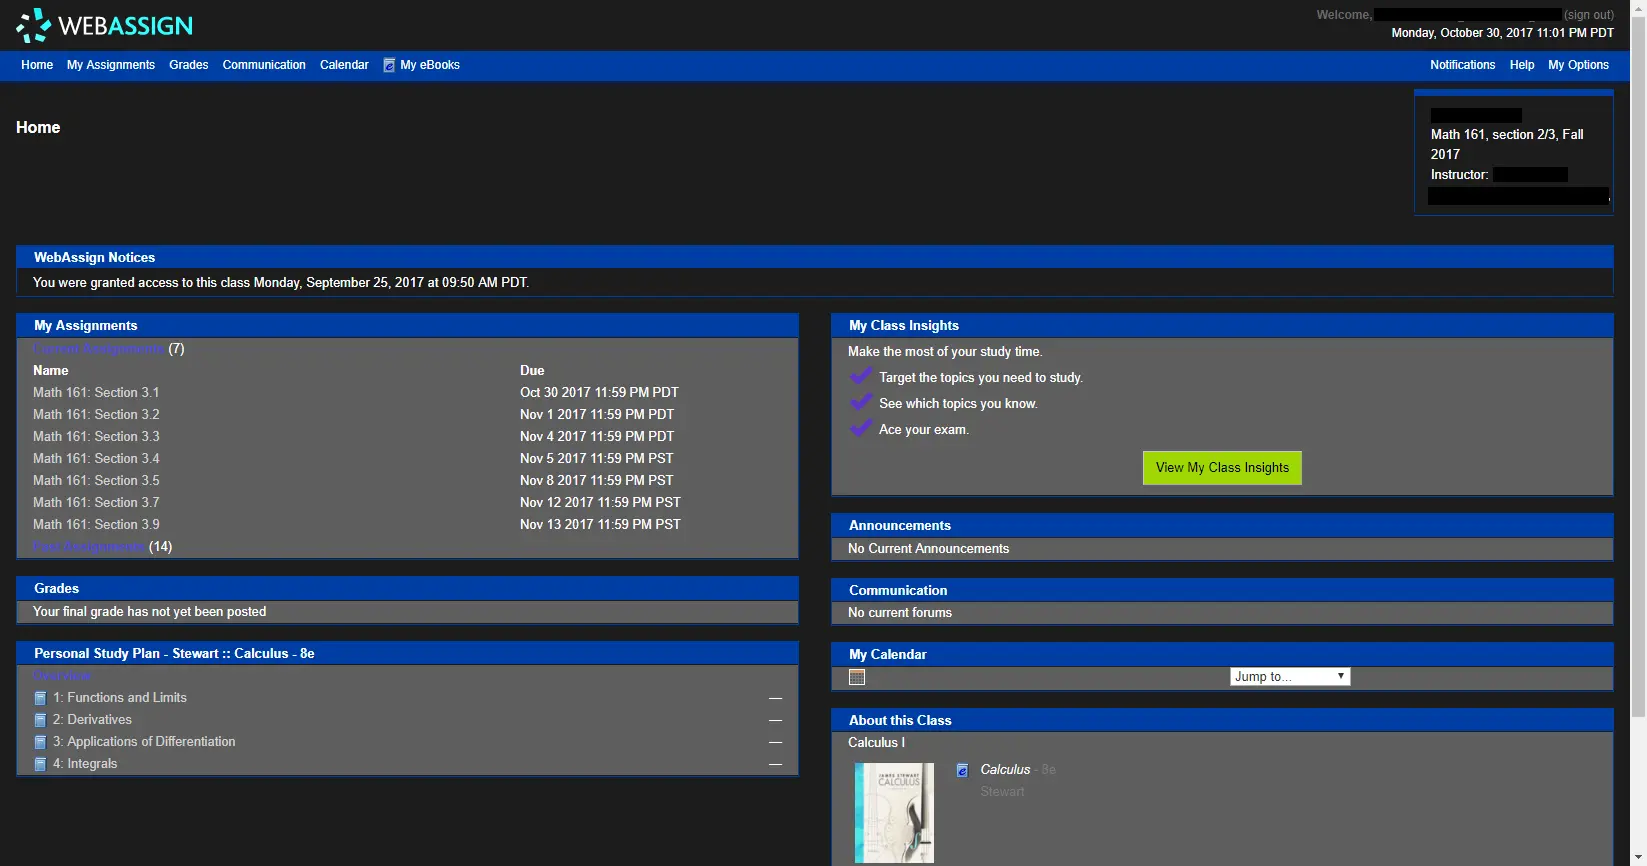 WEBASSIGN
Welcome, (sign out)
Monday, October 30, 2017 11:01 PM PDT
Home My Assignments Grades Communication Calendar My eBooks Notifications Help My Options
Home
Math 161, section 2/3, Fall
2017
Instructor:
WebAssign Notices
You were granted access to this class Monday, September 25, 2017 at 09:50 AM PDT.
My Assignments
Current Assignments (7)
Name Due
Math 161: Section 3.1 Oct 30 2017 11:59 PM PDT
Math 161: Section 3.2 Nov 1 2017 11:59 PM PDT
Math 161: Section 3.3 Nov 4 2017 11:59 PM PDT
Math 161: Section 3.4 Nov 5 2017 11:59 PM PST
Math 161: Section 3.5 Nov 8 2017 11:59 PM PST
Math 161: Section 3.7 Nov 12 2017 11:59 PM PST
Math 161: Section 3.9 Nov 13 2017 11:59 PM PST
Past Assignments (14)
Grades
Your final grade has not yet been posted
Personal Study Plan - Stewart :: Calculus - 8e
Overview
1: Functions and Limits —
2: Derivatives —
3: Applications of Differentiation —
4: Integrals —
My Class Insights
Make the most of your study time.
Target the topics you need to study.
See which topics you know.
Ace your exam.
View My Class Insights
Announcements
No Current Announcements
Communication
No current forums
My Calendar
Jump to...
About this Class
Calculus I
JAMES STEWART
CALCULUS
Calculus - 8e
Stewart